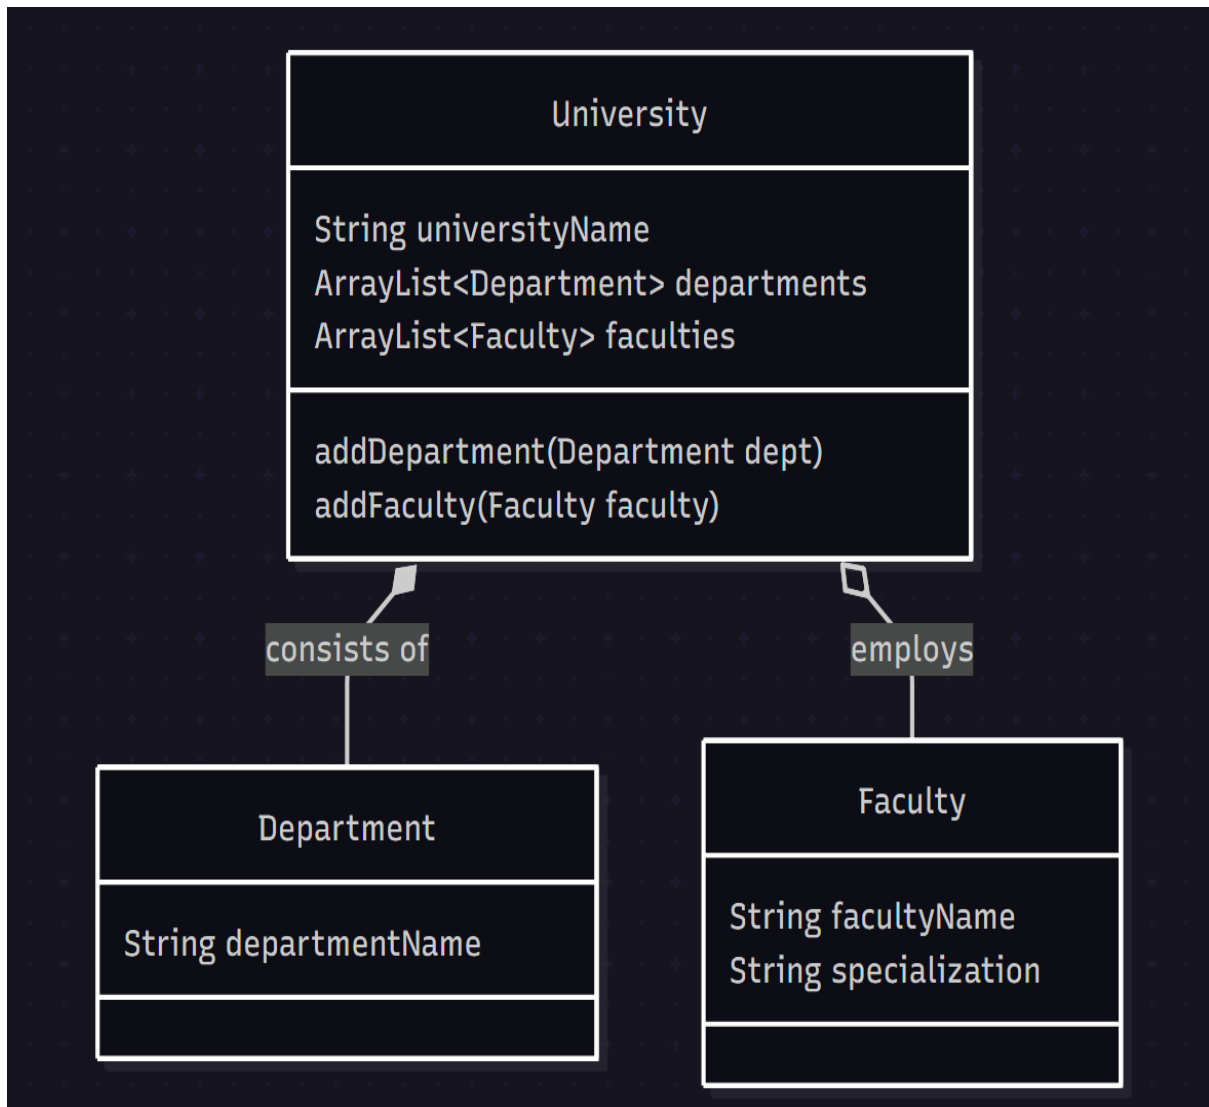 University
String universityName
ArrayList<Department> departments
ArrayList<Faculty> faculties
addDepartment(Department dept)
addFaculty(Faculty faculty)
consists of
employs
Department
String departmentName
Faculty
String facultyName
String specialization